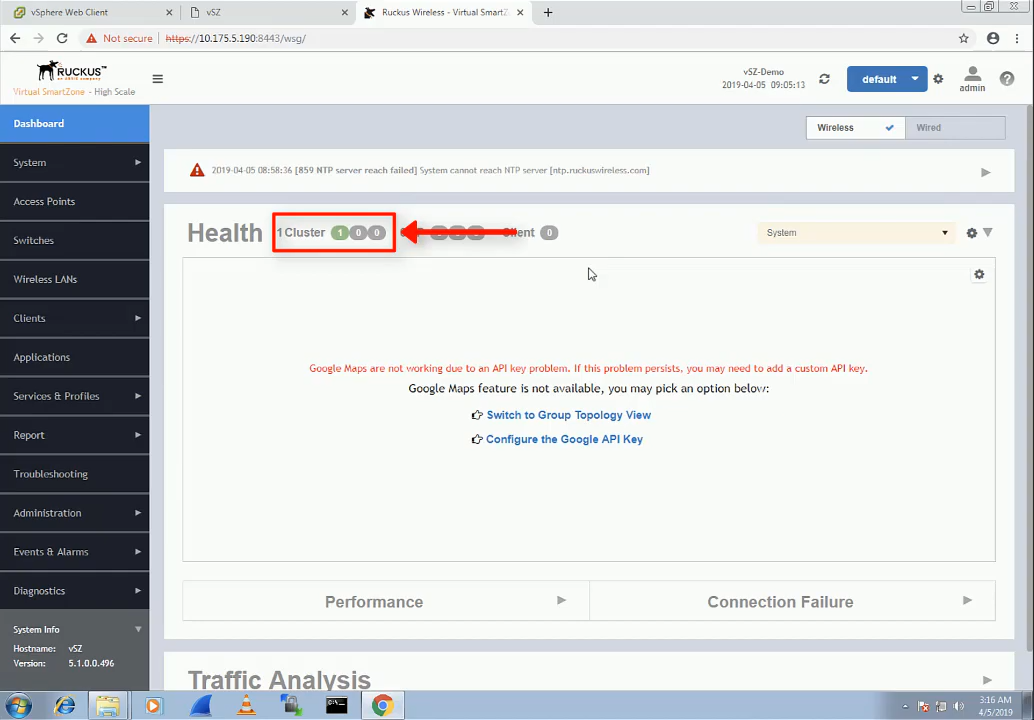 vSphere Web Client
vSZ
Ruckus Wireless - Virtual SmartZ
Not secure
https://10.175.5.190:8443/wsg/
RUCKUS™
Virtual SmartZone - High Scale
vSZ-Demo
2019-04-05 09:05:13
default
admin
Dashboard
System
Access Points
Switches
Wireless LANs
Clients
Applications
Services & Profiles
Report
Troubleshooting
Administration
Events & Alarms
Diagnostics
System Info
Hostname: vSZ
Version: 5.1.0.0.496
Wireless
Wired
2019-04-05 08:58:36 [859 NTP server reach failed] System cannot reach NTP server [ntp.ruckuswireless.com]
Health 1 Cluster 1 0 0 0
System
Google Maps are not working due to an API key problem. If this problem persists, you may need to add a custom API key.
Google Maps feature is not available, you may pick an option below:
Switch to Group Topology View
Configure the Google API Key
Performance
Connection Failure
Traffic Analysis
3:16 AM
4/5/2019